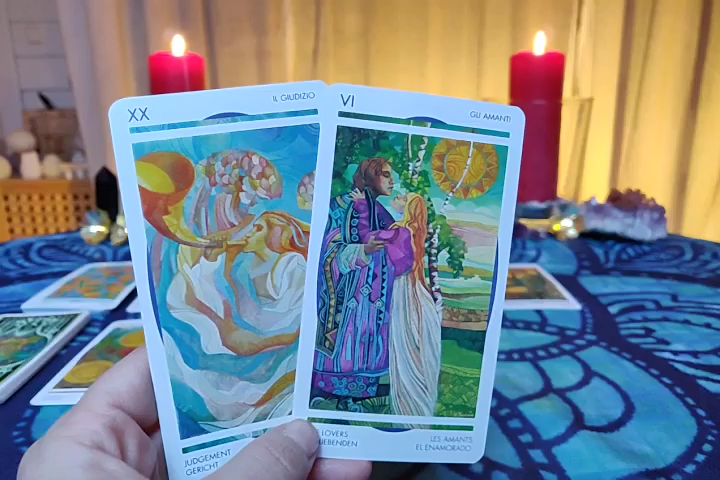 XX
IL GIUDIZIO
JUDGEMENT
GERICHT
VI
GLI AMANTI
LOVERS
LIEBENDEN
LES AMANTS
EL ENAMORADO